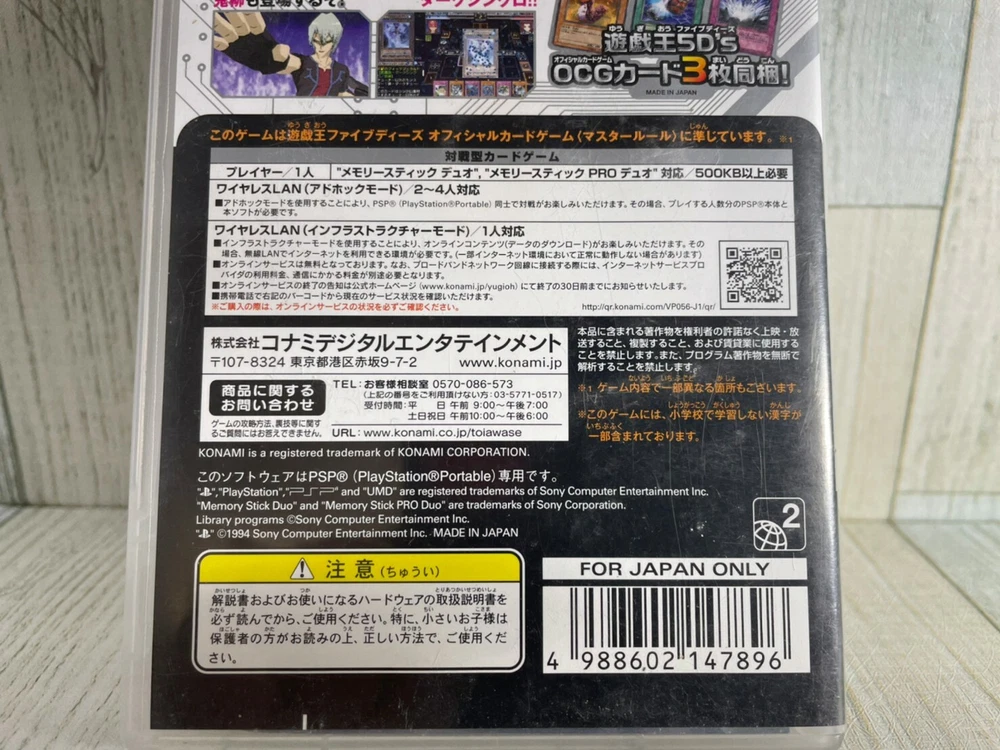 鬼柳も登場するぞ。
ターゲンクロ!!
遊戯王5D's
オフィシャルカードゲーム
OCGカード3枚同梱!
MADE IN JAPAN
このゲームは遊戯王ファイブディーズ オフィシャルカードゲーム〈マスタールール〉に準じています。※1
対戦型カードゲーム
プレイヤー/1人 "メモリースティック デュオ", "メモリースティック PRO デュオ" 対応/500KB以上必要
ワイヤレスLAN(アドホックモード)/2~4人対応
■アドホックモードを使用することにより、PSP®(PlayStation®Portable)同士で対戦がお楽しみいただけます。その場合、プレイする人数分のPSP®本体と
本ソフトが必要です。
ワイヤレスLAN(インフラストラクチャーモード)/1人対応
■インフラストラクチャーモードを使用することにより、オンラインコンテンツ(データのダウンロード)がお楽しみいただけます。その
場合、無線LANでインターネットを利用できる環境が必要です。(一部インターネット環境において正常に動作しない場合があります)
■オンラインサービスは無料となっております。なお、ブロードバンドネットワーク回線に接続する際には、インターネットサービスプロ
バイダの利用料金、通信にかかる料金が別途必要となります。
■オンラインサービスの終了の告知は公式ホームページ(www.konami.jp/yugioh)にて終了の30日前までにお知らせいたします。
■携帯電話で右記のバーコードから現在のサービス状況を確認いただけます。
※ご購入の際は、オンラインサービスの状況を必ずご確認ください。
http://qr.konami.com/VP056-J1/qr/
株式会社コナミデジタルエンタテインメント
〒107-8324 東京都港区赤坂9-7-2 www.konami.jp
商品に関する
お問い合わせ
ゲームの攻略方法、裏技等に関す
るご質問にはお答えできません。
TEL:お客様相談室 0570-086-573
(上記の番号をご利用頂けない方 03-5771-0517)
受付時間:平 日 午前 9:00~午後7:00
土日祝日 午前10:00~午後6:00
URL:www.konami.co.jp/toiawase
本品に含まれる著作物を権利者の許諾なく上映・放
送すること、複製すること、および賃貸業に使用する
ことを禁止します。また、プログラム著作物を無断で
解析することを禁止します。
※1 ゲーム内容で一部異なる箇所もございます。
※このゲームには、小学校で学習しない漢字が
一部含まれております。
KONAMI is a registered trademark of KONAMI CORPORATION.
このソフトウェアはPSP®(PlayStation®Portable)専用です。
" ","PlayStation","PSP" and "UMD" are registered trademarks of Sony Computer Entertainment Inc.
"Memory Stick Duo" and "Memory Stick PRO Duo" are trademarks of Sony Corporation.
Library programs ©Sony Computer Entertainment Inc.
" " ©1994 Sony Computer Entertainment Inc. MADE IN JAPAN
2
注意(ちゅうい)
解説書およびお使いになるハードウェアの取扱説明書を
必ず読んでから、ご使用ください。特に、小さいお子様は
保護者の方がお読みの上、正しい方法で、ご使用くだ
さい。
FOR JAPAN ONLY
4 988602 147896